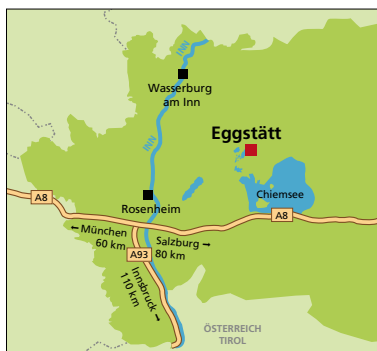 INN
Wasserburg
am Inn
Eggstätt
INN
Chiemsee
A8
Rosenheim
A8
← München
60 km
Salzburg →
80 km
A93
Innsbruck →
110 km
ÖSTERREICH
TIROL